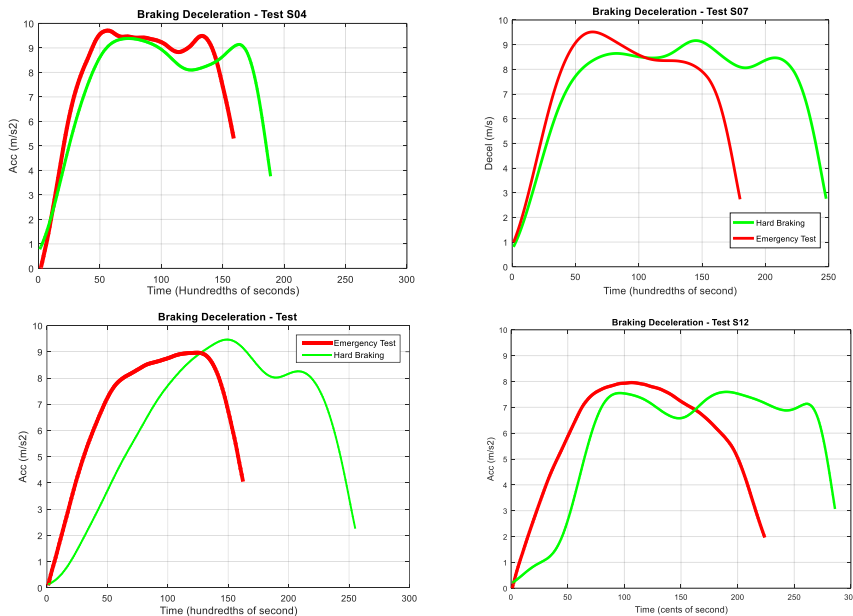 Braking Deceleration - Test S04
10
9
8
7
6
5
4
3
2
1
0
Acc (m/s2)
0 50 100 150 200 250 300
Time (Hundredths of seconds)
Braking Deceleration - Test S07
10
9
8
7
6
5
4
3
2
1
0
Decel (m/s)
Hard Braking
Emergency Test
0 50 100 150 200 250
Time (hundredths of second)
Braking Deceleration - Test
10
9
8
7
6
5
4
3
2
1
0
Acc (m/s2)
Emergency Test
Hard Braking
0 50 100 150 200 250 300
Time (hundredths of second)
Braking Deceleration - Test S12
10
9
8
7
6
5
4
3
2
1
0
Acc (m/s2)
0 50 100 150 200 250 30
Time (cents of second)